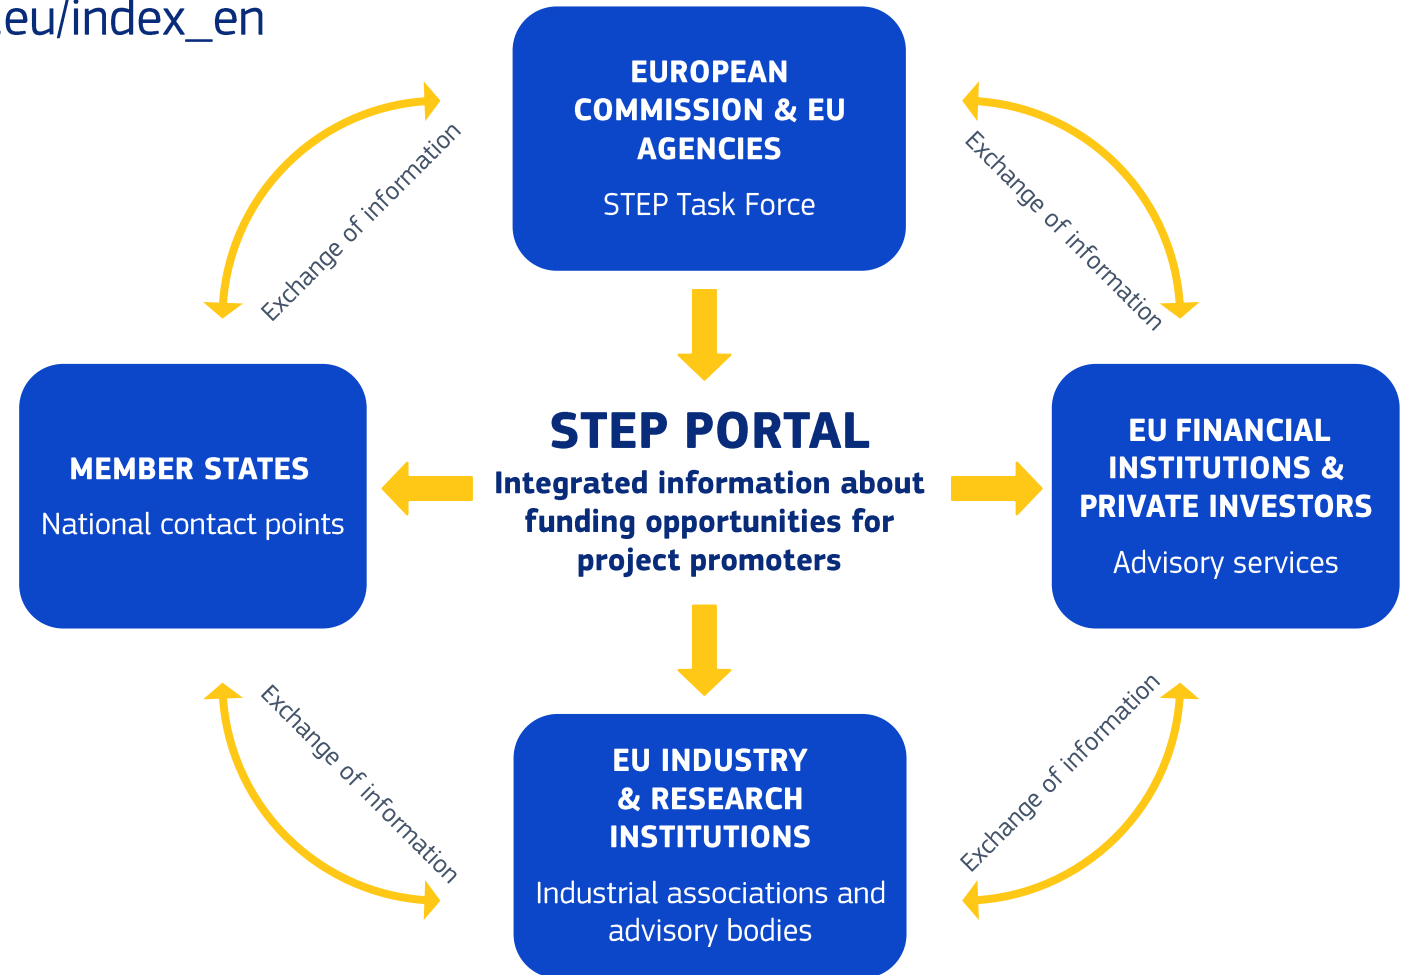 .eu/index_en
EUROPEAN
COMMISSION & EU
AGENCIES
STEP Task Force
Exchange of information
Exchange of information
MEMBER STATES
National contact points
STEP PORTAL
Integrated information about
funding opportunities for
project promoters
EU FINANCIAL
INSTITUTIONS &
PRIVATE INVESTORS
Advisory services
Exchange of information
Exchange of information
EU INDUSTRY
& RESEARCH
INSTITUTIONS
Industrial associations and
advisory bodies